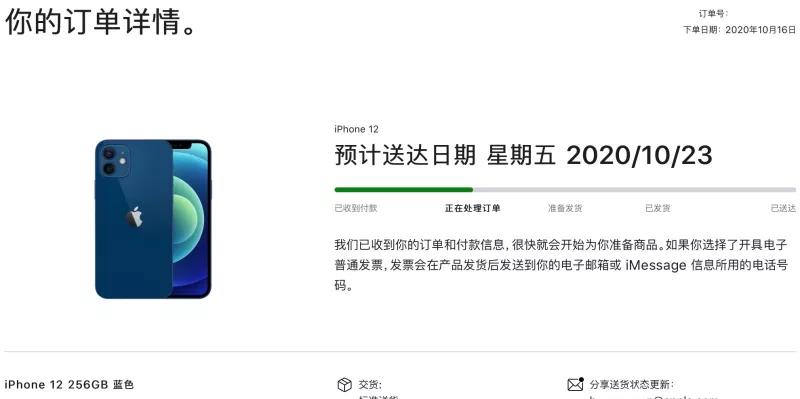 你的订单详情。
订单号：
下单日期： 2020年10月16日
iPhone 12
预计送达日期 星期五 2020/10/23
已收到付款 正在处理订单 准备发货 已发货 已送达
我们已收到你的订单和付款信息，很快就会开始为你准备商品。如果你选择了开具电子
普通发票，发票会在产品发货后发送到你的电子邮箱或 iMessage 信息所用的电话号
码。
iPhone 12 256GB 蓝色
交货：
标准送货
分享送货状态更新：